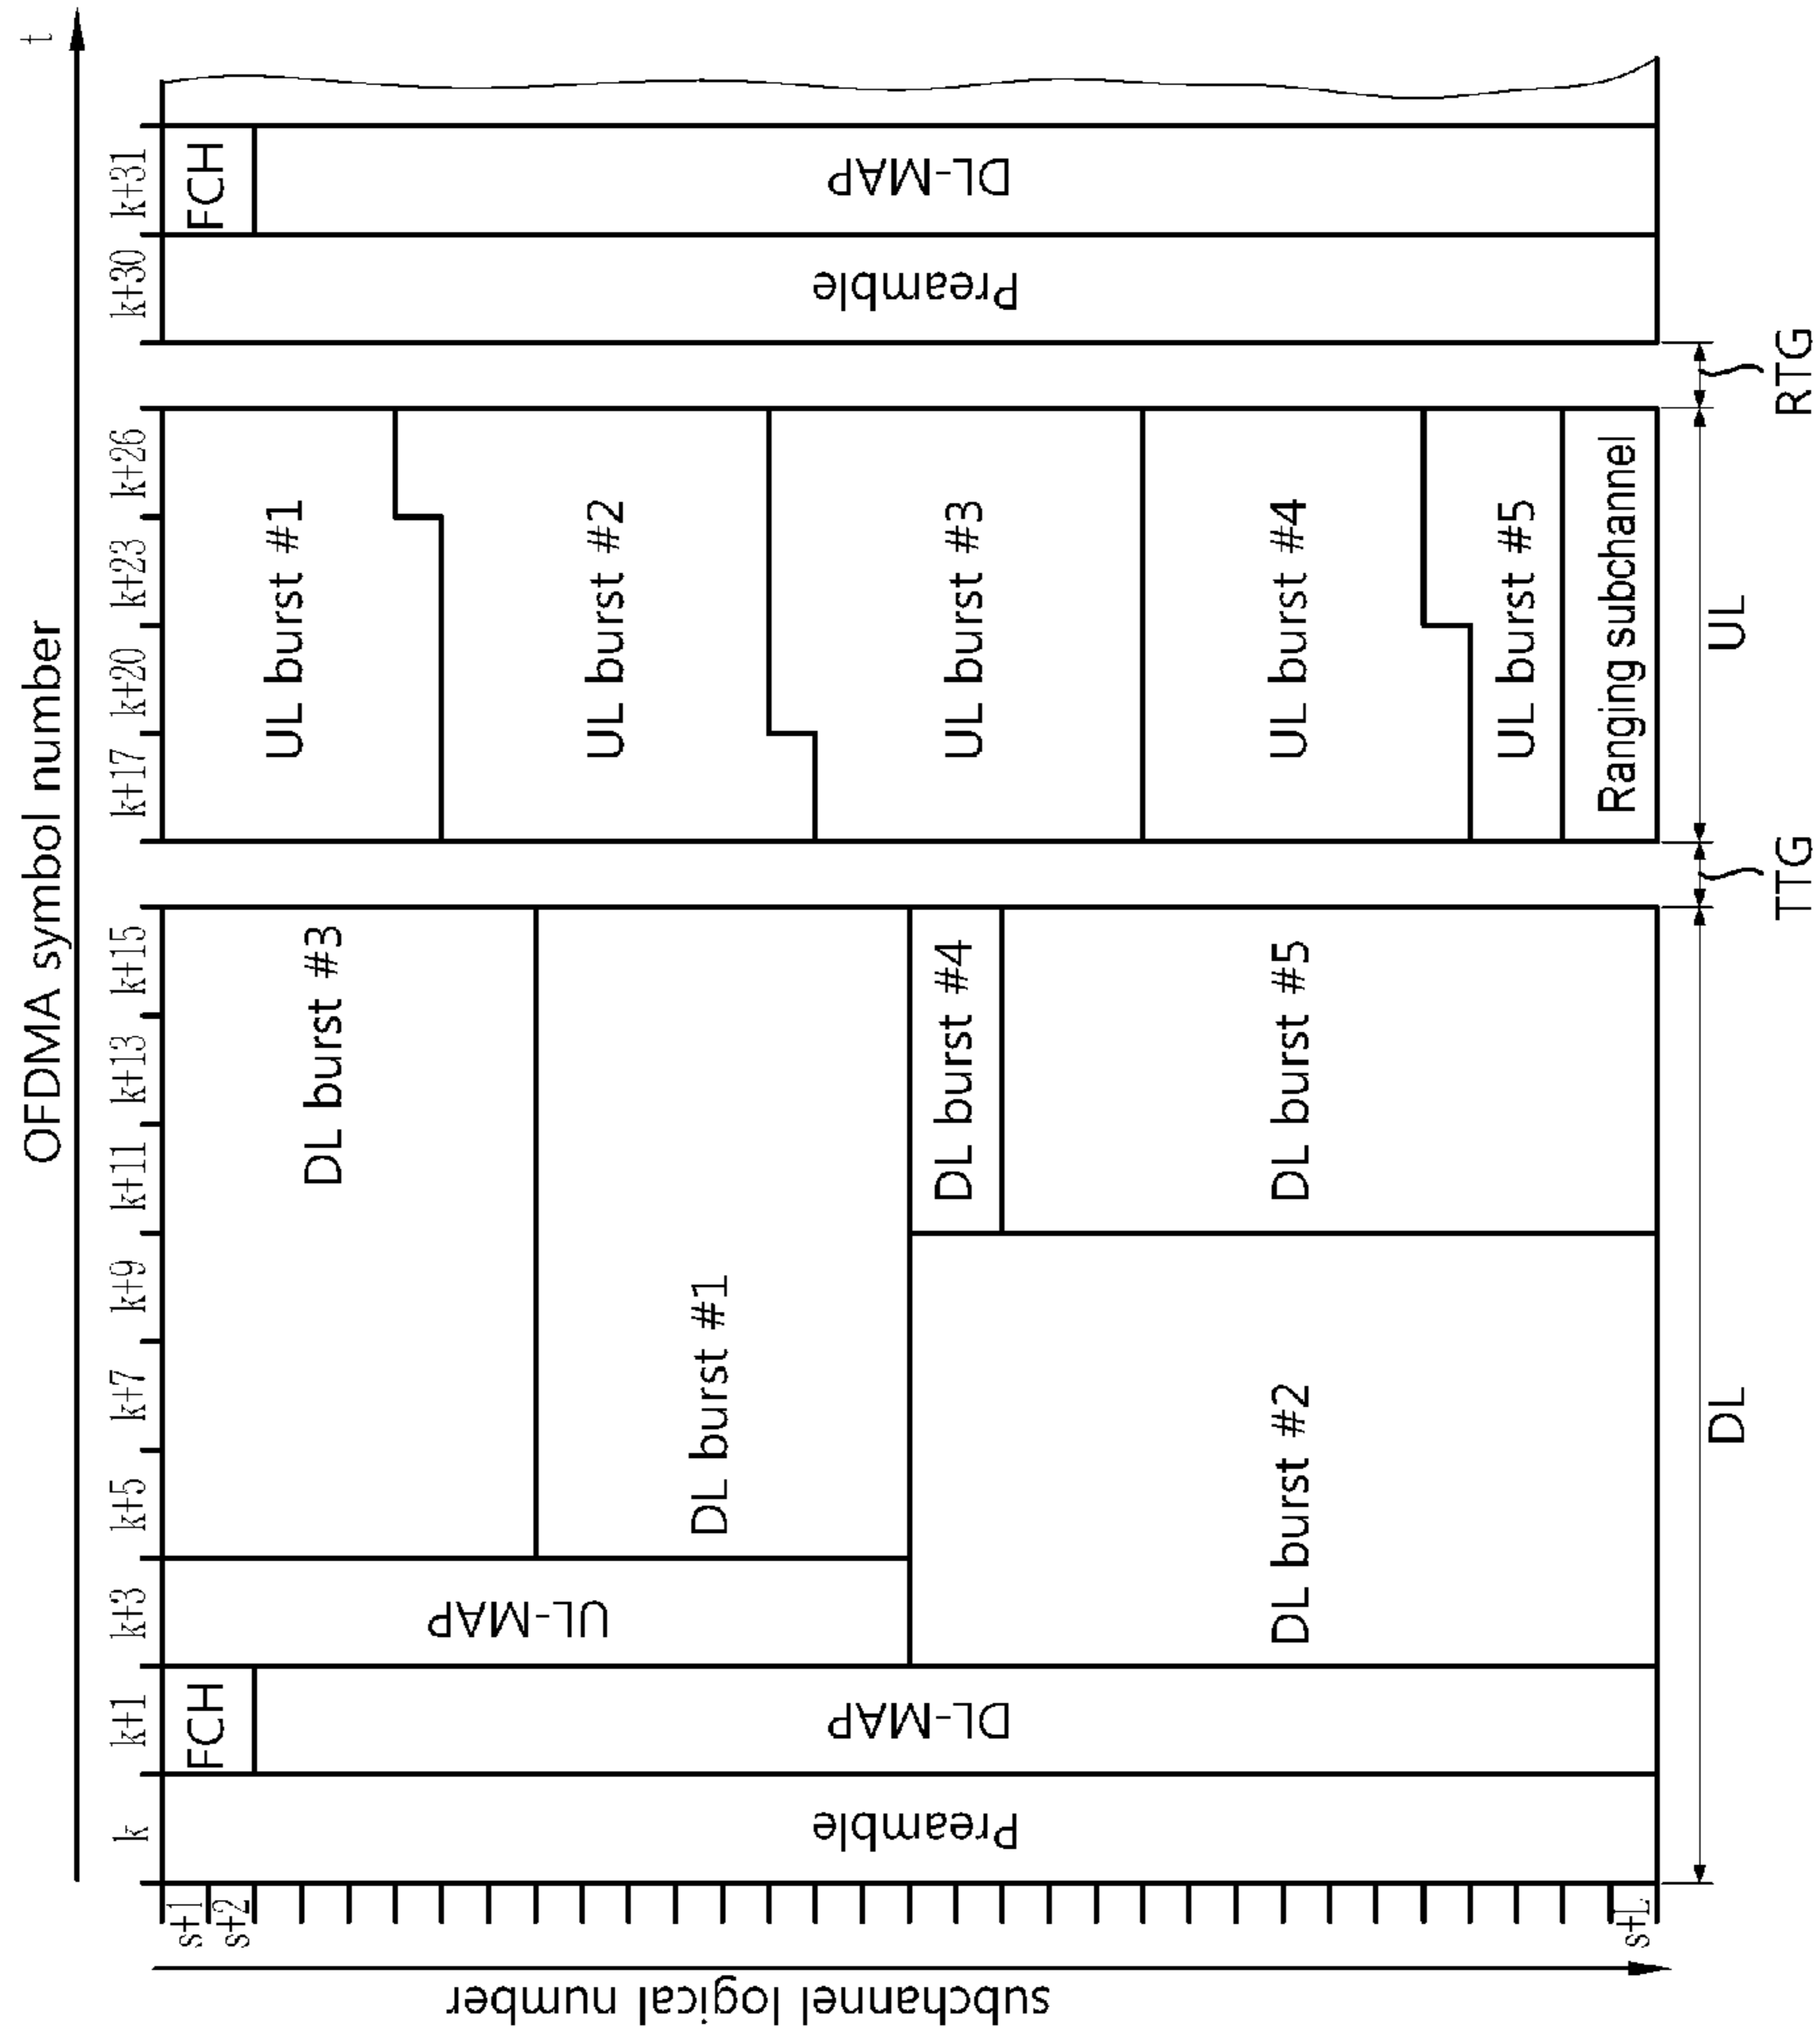 OFDMA symbol number
t
k
k+1
k+3
k+5
k+7
k+9
k+11
k+13
k+15
k+17
k+20
k+23
k+26
k+30
k+31
subchannel logical number
s+1
s+2
s+L
Preamble
FCH
DL-MAP
UL-MAP
DL burst #3
DL burst #1
DL burst #2
DL burst #4
DL burst #5
UL burst #1
UL burst #2
UL burst #3
UL burst #4
UL burst #5
Ranging subchannel
Preamble
FCH
DL-MAP
DL
TTG
UL
RTG